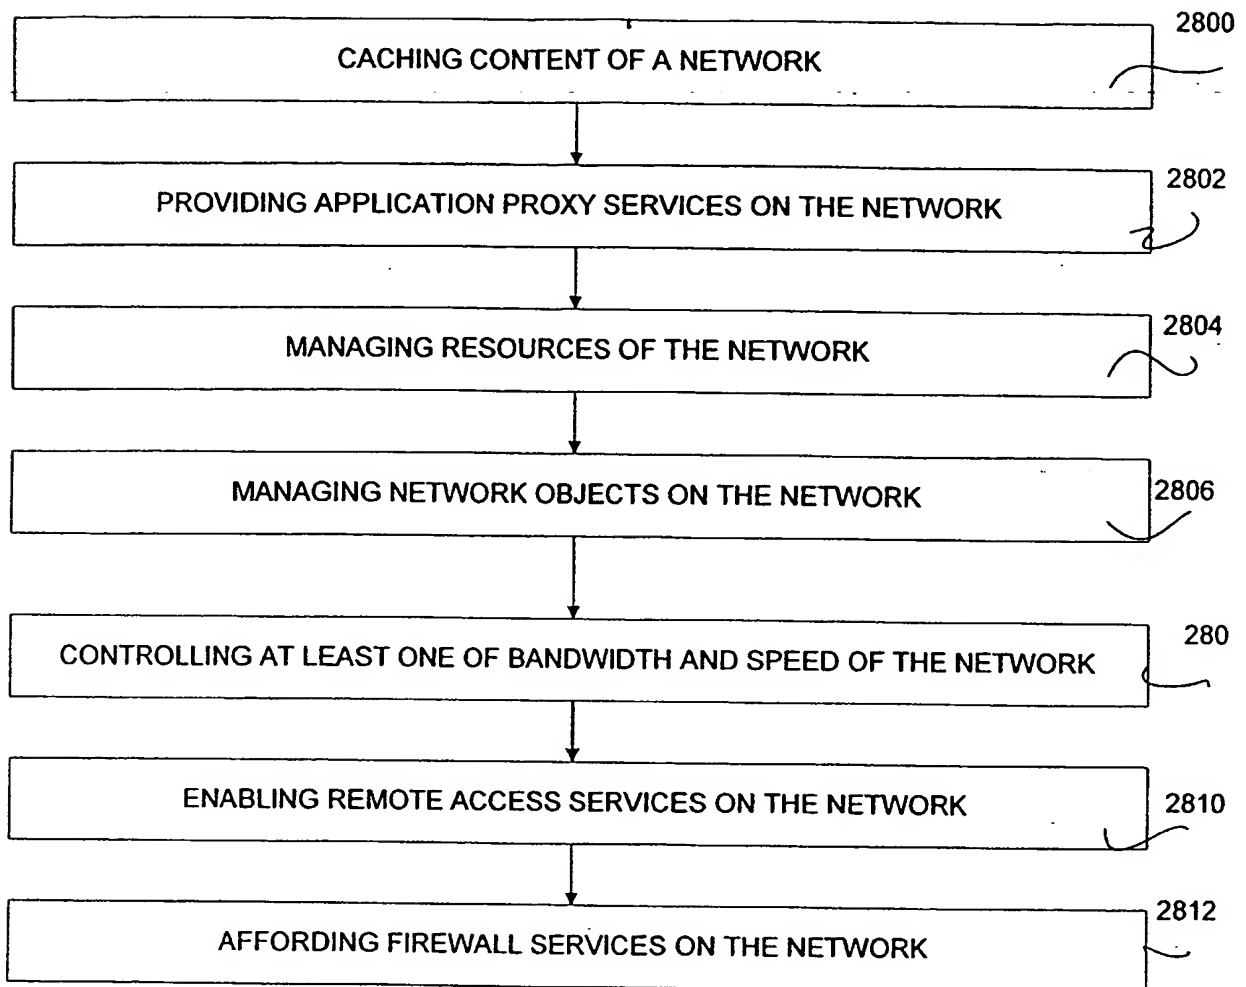 2800
CACHING CONTENT OF A NETWORK
2802
PROVIDING APPLICATION PROXY SERVICES ON THE NETWORK
2804
MANAGING RESOURCES OF THE NETWORK
2806
MANAGING NETWORK OBJECTS ON THE NETWORK
280
CONTROLLING AT LEAST ONE OF BANDWIDTH AND SPEED OF THE NETWORK
2810
ENABLING REMOTE ACCESS SERVICES ON THE NETWORK
2812
AFFORDING FIREWALL SERVICES ON THE NETWORK